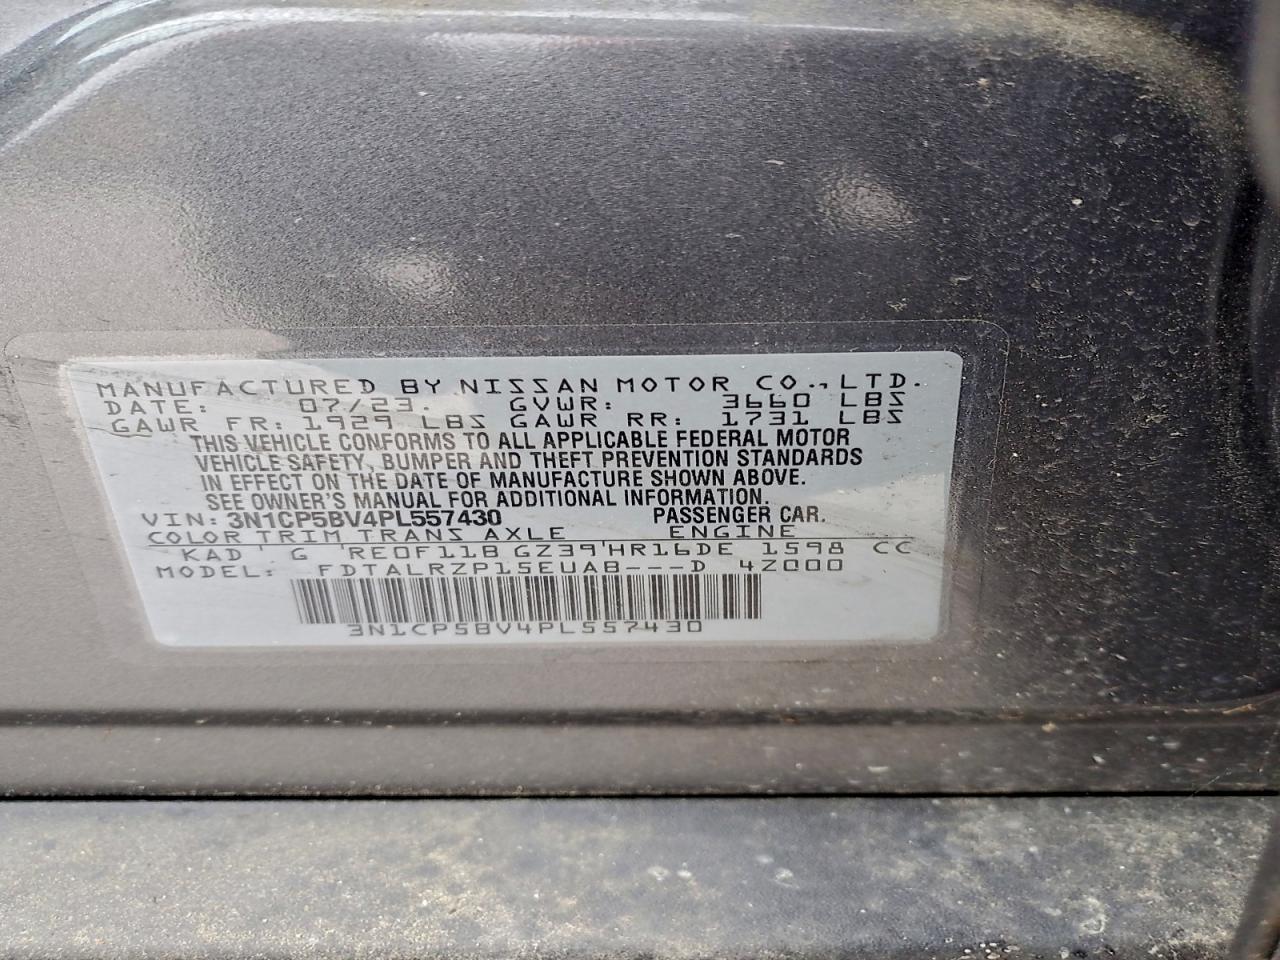 MANUFACTURED BY NISSAN MOTOR CO., LTD.
DATE: 07/23. GVWR: 3660 LBS
GAWR FR: 1929 LBS GAWR RR: 1731 LBS
THIS VEHICLE CONFORMS TO ALL APPLICABLE FEDERAL MOTOR
VEHICLE SAFETY, BUMPER AND THEFT PREVENTION STANDARDS
IN EFFECT ON THE DATE OF MANUFACTURE SHOWN ABOVE.
SEE OWNER'S MANUAL FOR ADDITIONAL INFORMATION.
VIN: 3N1CP5BV4PL557430 PASSENGER CAR.
COLOR TRIM TRANS AXLE ENGINE
KAD ' G 'RE0F11B GZ39'HR16DE 1598 CC
MODEL: FDTALRZP15EUAB---D 4Z000
3N1CP5BV4PL557430